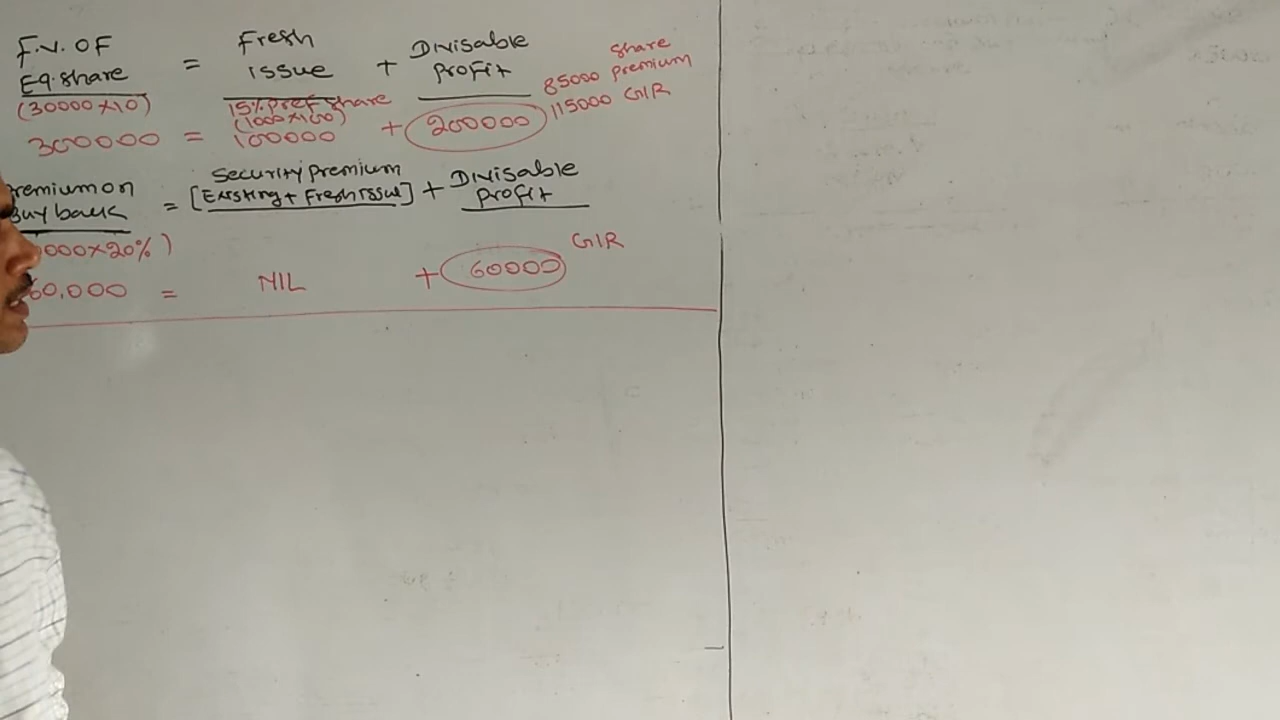 F.V. OF Eq. share = Fresh issue + Divisable profit
(30000 x 10) 15% pref share (1000 x 100) 85000 share premium
300000 = 100000 + 200000 115000 G/R
remium on Buy back = Security premium [Existing + Fresh issue] + Divisable profit
000 x 20%)
60,000 = NIL + 60000 G/R